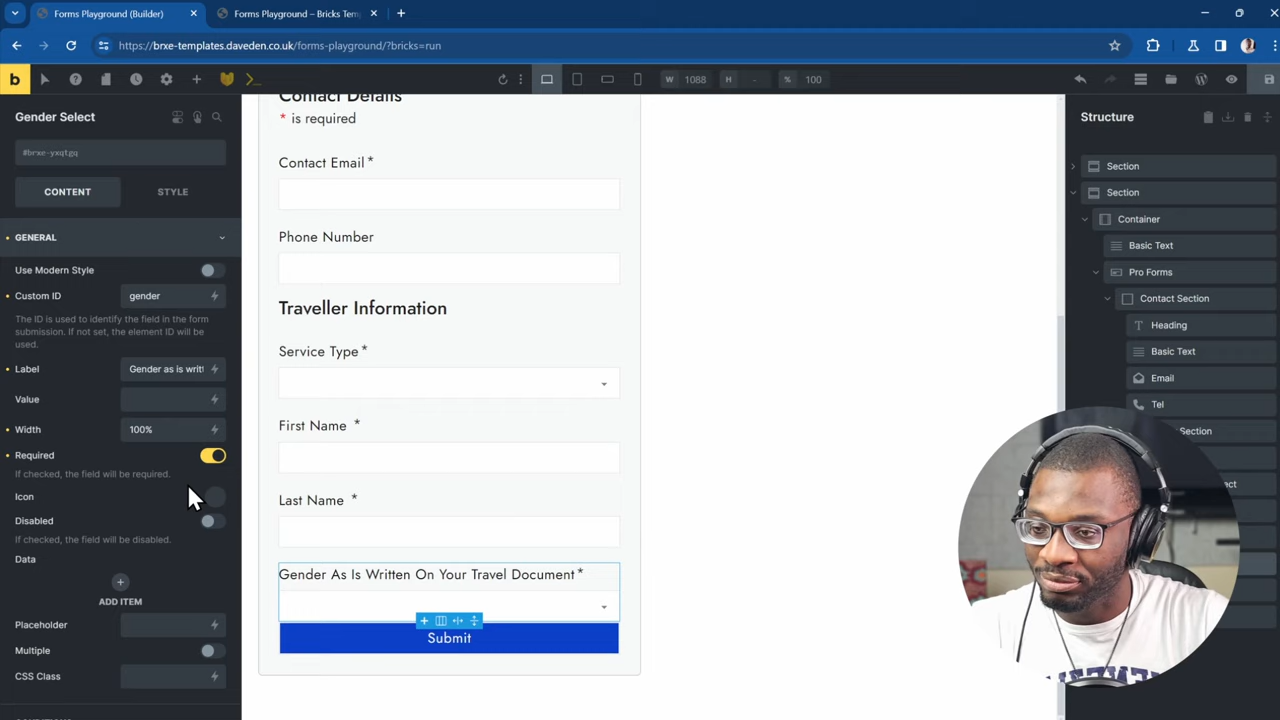 Forms Playground (Builder)
Forms Playground – Bricks Tem
https://brxe-templates.daveden.co.uk/forms-playground/?bricks=run
b
W 1088 H - % 100
Gender Select
#brxe-yxqtgq
CONTENT STYLE
GENERAL
Use Modern Style
Custom ID gender
The ID is used to identify the field in the form
submission. If not set, the element ID will be
used.
Label Gender as is writt
Value
Width 100%
Required
If checked, the field will be required.
Icon
Disabled
If checked, the field will be disabled.
Data
ADD ITEM
Placeholder
Multiple
CSS Class
Contact Details
* is required
Contact Email *
Phone Number
Traveller Information
Service Type *
First Name *
Last Name *
Gender As Is Written On Your Travel Document *
Submit
Structure
Section
Section
Container
Basic Text
Pro Forms
Contact Section
Heading
Basic Text
Email
Tel
Section